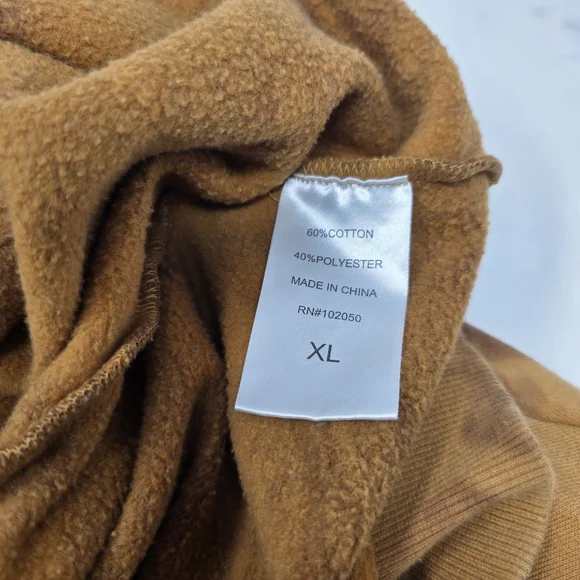 60%COTTON
40%POLYESTER
MADE IN CHINA
RN#102050
XL